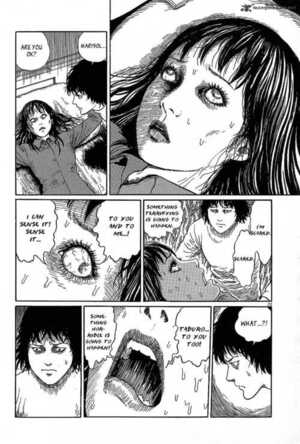 MARISOL...
ARE YOU
OK?
SOMETHING
TERRIFYING
IS GOING TO
HAPPEN.
I'M
SCARED.
SCARED.
TO YOU
AND TO
ME...!
I CAN
SENSE IT!
SENSE
IT...
WHAT...?!
TABURO...
TO YOU
TOO!
SOME-
THING
HOR-
RIBLE IS
GOING TO
HAPPEN!